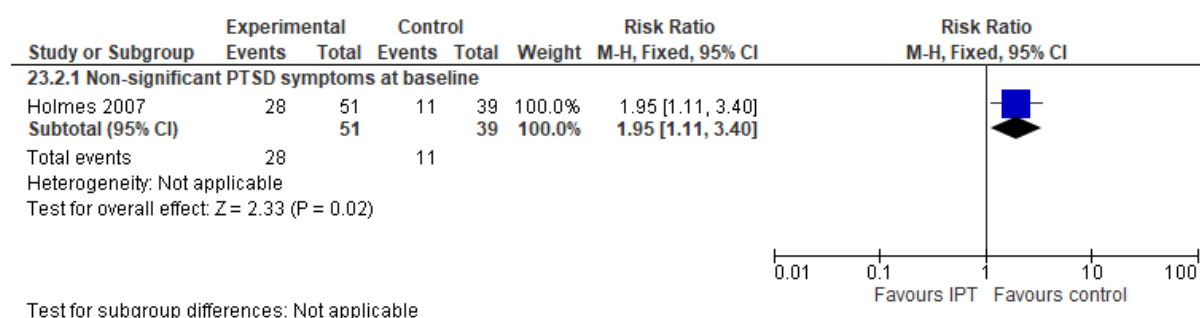 Experimental Control Risk Ratio Risk Ratio
Study or Subgroup Events Total Events Total Weight M-H, Fixed, 95% CI M-H, Fixed, 95% CI
23.2.1 Non-significant PTSD symptoms at baseline
Holmes 2007 28 51 11 39 100.0% 1.95 [1.11, 3.40]
Subtotal (95% CI) 51 39 100.0% 1.95 [1.11, 3.40]
Total events 28 11
Heterogeneity: Not applicable
Test for overall effect: Z = 2.33 (P = 0.02)
0.01 0.1 1 10 100
Favours IPT Favours control
Test for subgroup differences: Not applicable